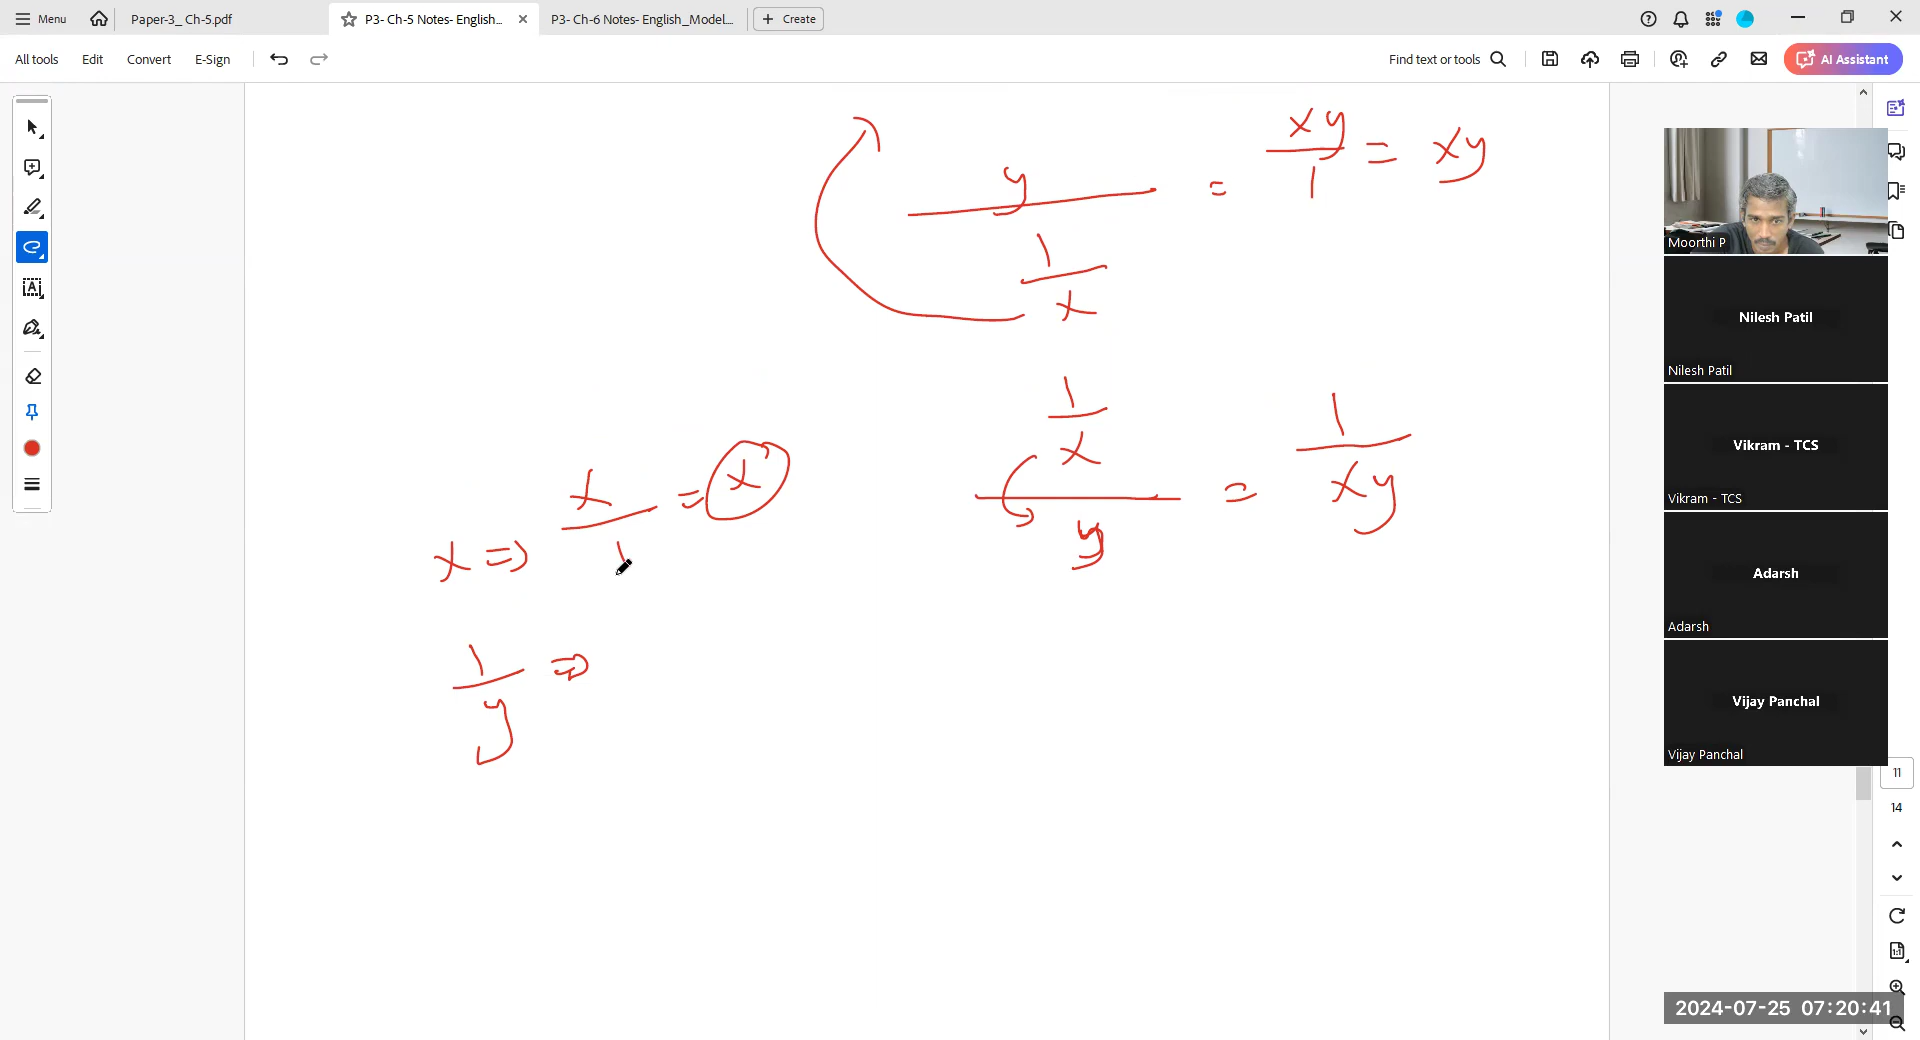 Menu Paper-3_ Ch-5.pdf P3- Ch-5 Notes- English... P3- Ch-6 Notes- English_Model... + Create
All tools Edit Convert E-Sign Find text or tools AI Assistant
y / (1/x) = xy/1 = xy
(1/x) / y = 1/xy
x ⇒ x/1 = x¹
1/y ⇒
Moorthi P
Nilesh Patil
Nilesh Patil
Vikram - TCS
Vikram - TCS
Adarsh
Adarsh
Vijay Panchal
Vijay Panchal
11
14
2024-07-25 07:20:41